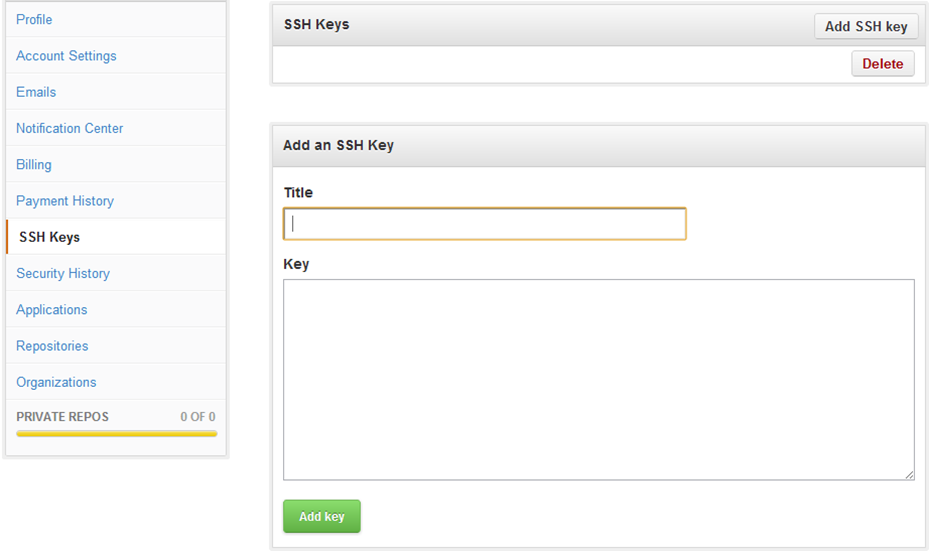 Profile
Account Settings
Emails
Notification Center
Billing
Payment History
SSH Keys
Security History
Applications
Repositories
Organizations
PRIVATE REPOS 0 OF 0
SSH Keys Add SSH key
Delete
Add an SSH Key
Title
Key
Add key